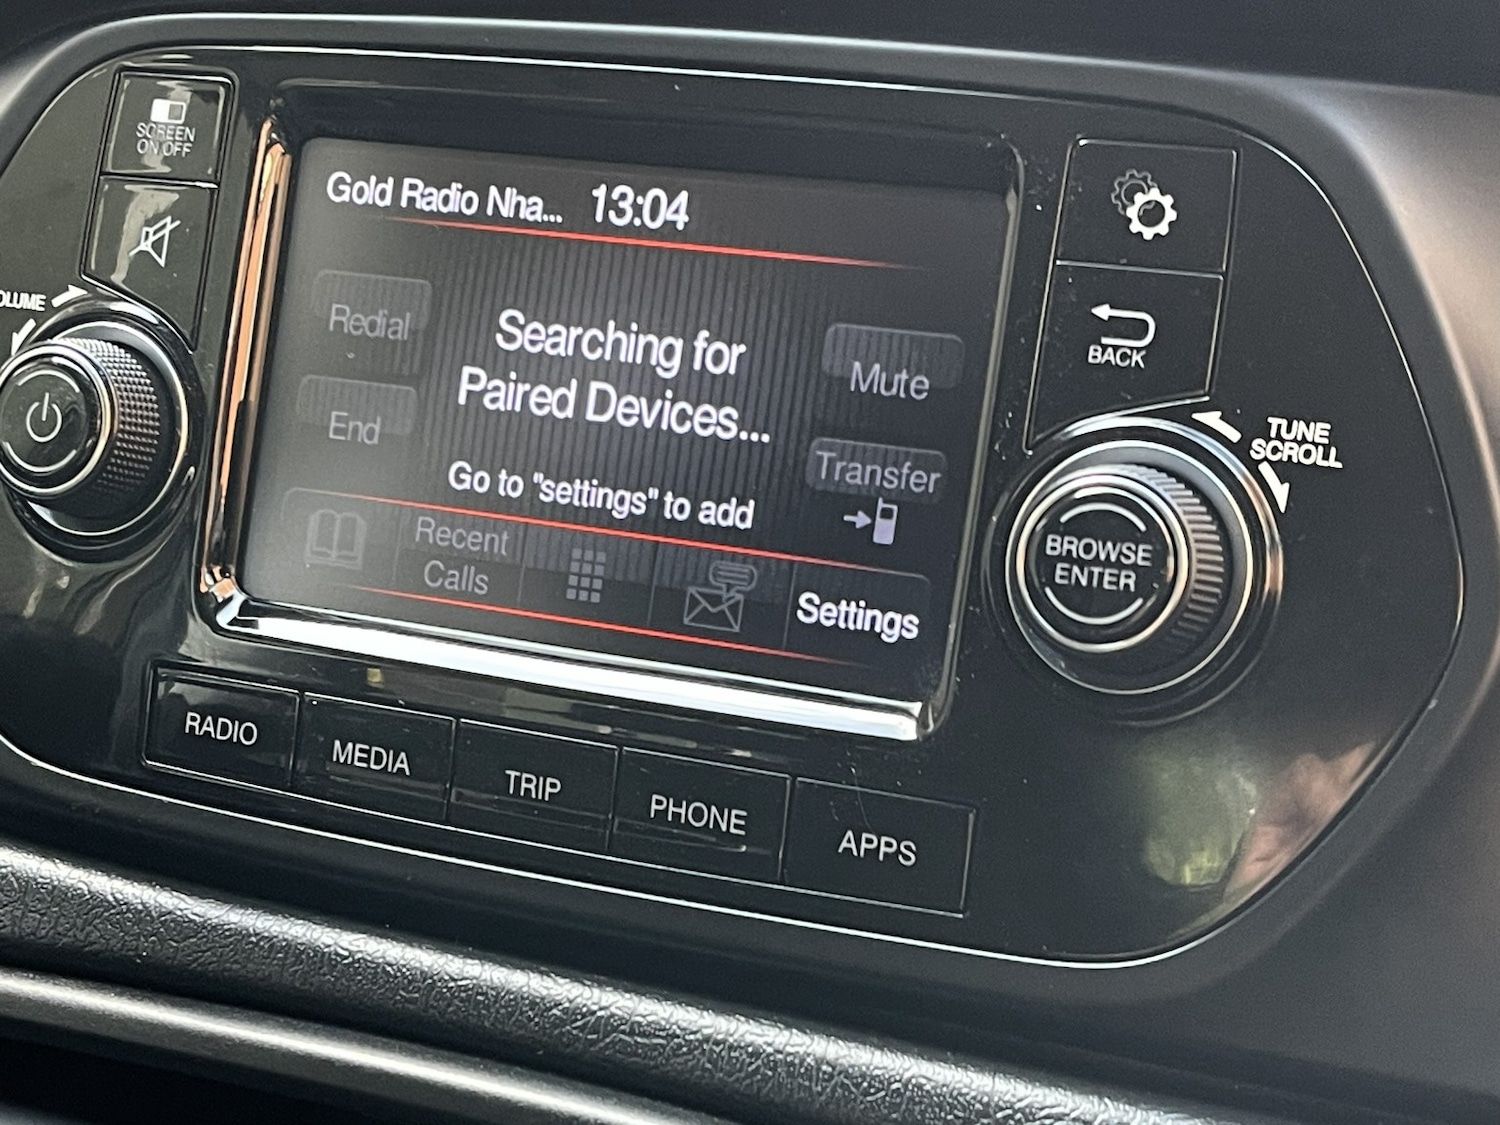 SCREEN
ON OFF
Gold Radio Nha... 13:04
Redial
End
Searching for
Paired Devices...
Go to "settings" to add
Mute
Transfer
Recent
Calls
Settings
BACK
TUNE
SCROLL
BROWSE
ENTER
RADIO
MEDIA
TRIP
PHONE
APPS